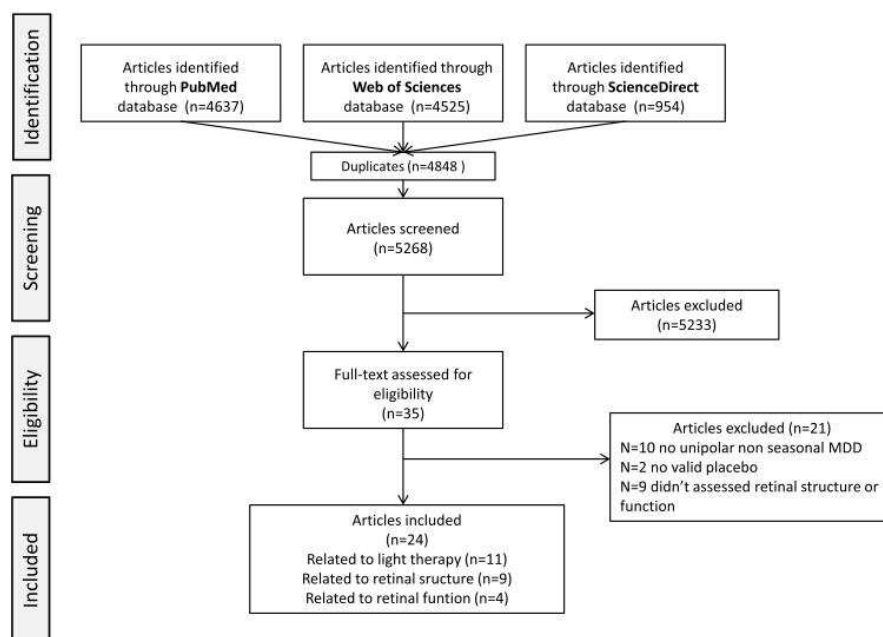 Identification
Articles identified
through PubMed
database (n=4637)
Articles identified through
Web of Sciences
database (n=4525)
Articles identified
through ScienceDirect
database (n=954)
Duplicates (n=4848 )
Screening
Articles screened
(n=5268)
Articles excluded
(n=5233)
Eligibility
Full-text assessed for
eligibility
(n=35)
Articles excluded (n=21)
N=10 no unipolar non seasonal MDD
N=2 no valid placebo
N=9 didn't assessed retinal structure or
function
Included
Articles included
(n=24)
Related to light therapy (n=11)
Related to retinal sructure (n=9)
Related to retinal funtion (n=4)